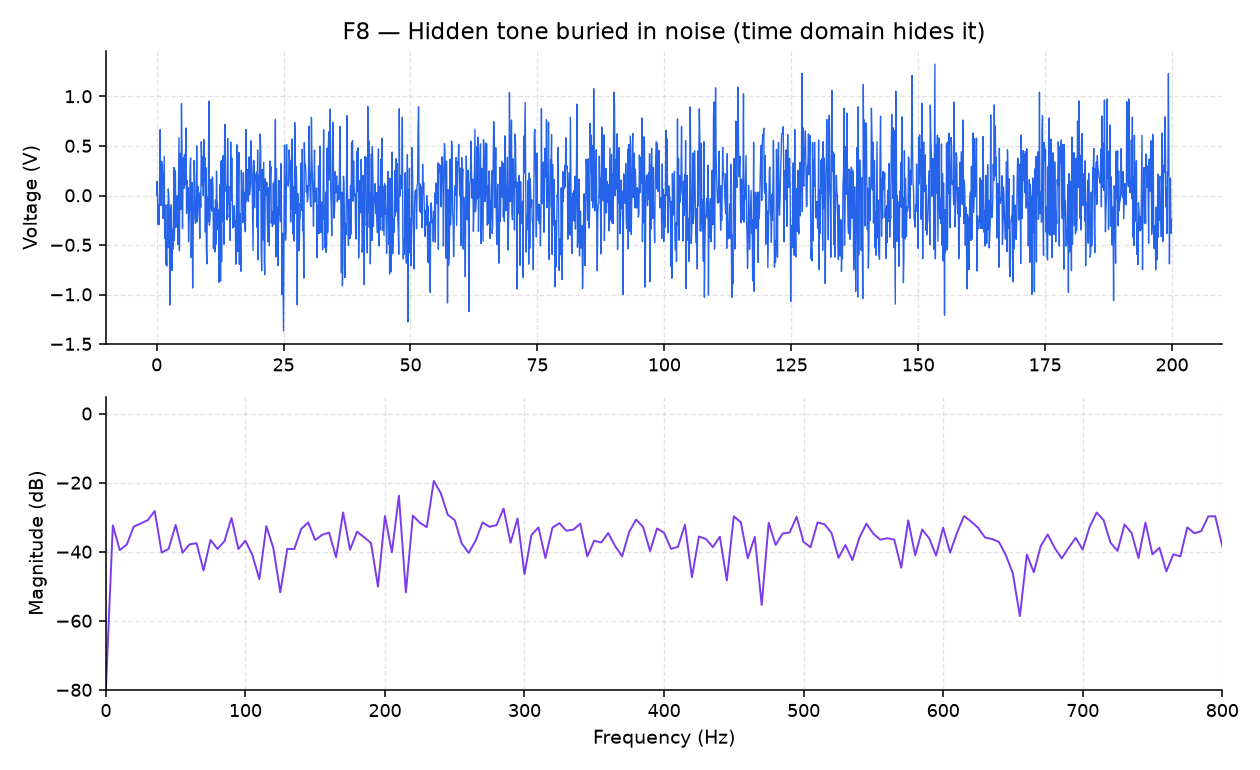 F8 — Hidden tone buried in noise (time domain hides it)
1.0
0.5
0.0
−0.5
−1.0
−1.5
Voltage (V)
0 25 50 75 100 125 150 175 200
0
−20
−40
−60
−80
Magnitude (dB)
0 100 200 300 400 500 600 700 800
Frequency (Hz)